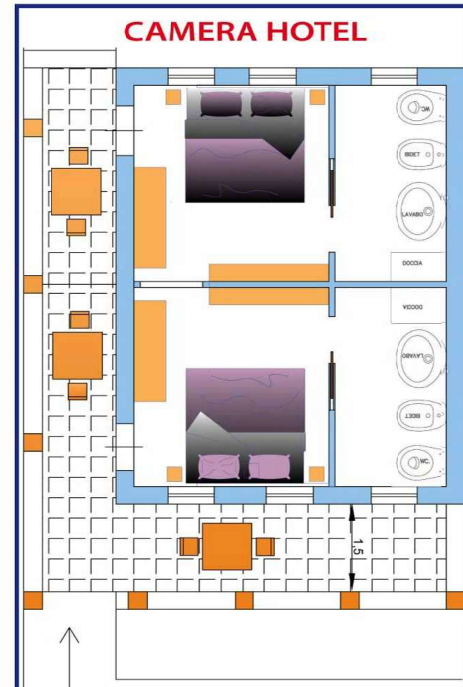 CAMERA HOTEL
WC.
BIDET
LAVABO
DOCCIA
DOCCIA
LAVABO
BIDET
WC.
1,5